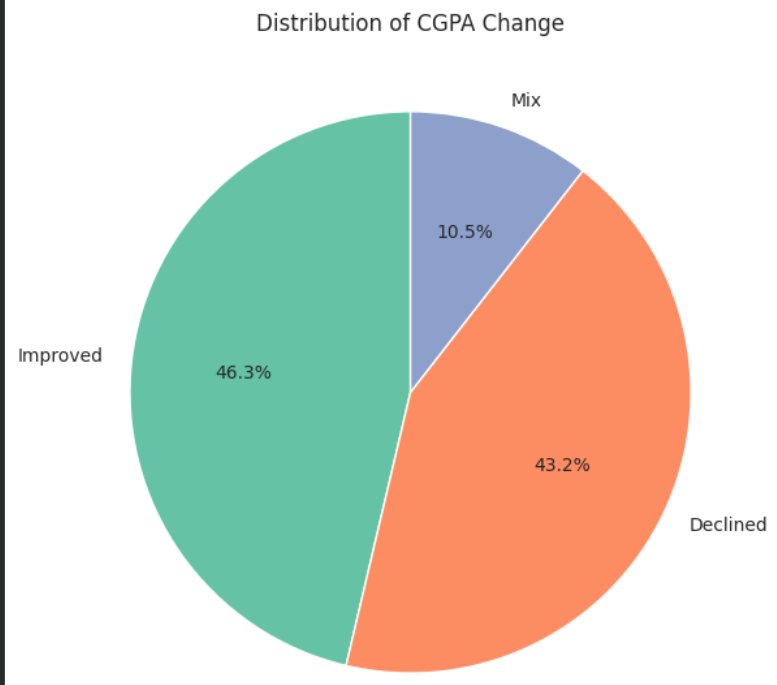 Distribution of CGPA Change
Mix
10.5%
Improved
46.3%
43.2%
Declined